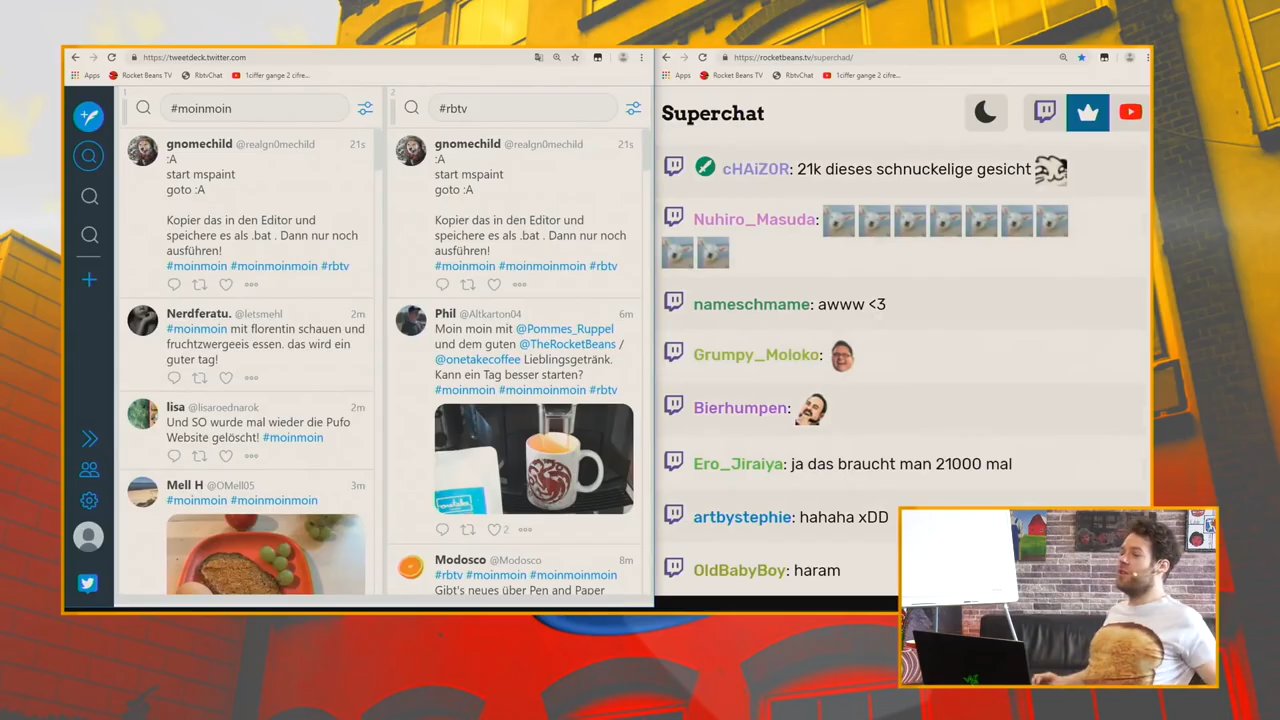 https://tweetdeck.twitter.com
Apps Rocket Beans TV RbtvChat 1ciffer gange 2 cifre...
1
#moinmoin
gnomechild @realgn0mechild 21s
:A
start mspaint
goto :A
Kopier das in den Editor und
speichere es als .bat . Dann nur noch
ausführen!
#moinmoin #moinmoinmoin #rbtv
Nerdferatu. @letsmehl 2m
#moinmoin mit florentin schauen und
fruchtzwergeeis essen. das wird ein
guter tag!
lisa @lisaroednarok 2m
Und SO wurde mal wieder die Pufo
Website gelöscht! #moinmoin
Mell H @OMell05 3m
#moinmoin #moinmoinmoin
2
#rbtv
gnomechild @realgn0mechild 21s
:A
start mspaint
goto :A
Kopier das in den Editor und
speichere es als .bat . Dann nur noch
ausführen!
#moinmoin #moinmoinmoin #rbtv
Phil @Altkarton04 6m
Moin moin mit @Pommes_Ruppel
und dem guten @TheRocketBeans /
@onetakecoffee Lieblingsgetränk.
Kann ein Tag besser starten?
#moinmoin #moinmoinmoin #rbtv
2
Modosco @Modosco 8m
#rbtv #moinmoin #moinmoinmoin
Gibt's neues über Pen and Paper
https://rocketbeans.tv/superchad/
Apps Rocket Beans TV RbtvChat 1ciffer gange 2 cifre...
Superchat
cHAiZ0R: 21k dieses schnuckelige gesicht
Nuhiro_Masuda:
nameschmame: awww <3
Grumpy_Moloko:
Bierhumpen:
Ero_Jiraiya: ja das braucht man 21000 mal
artbystephie: hahaha xDD
OldBabyBoy: haram